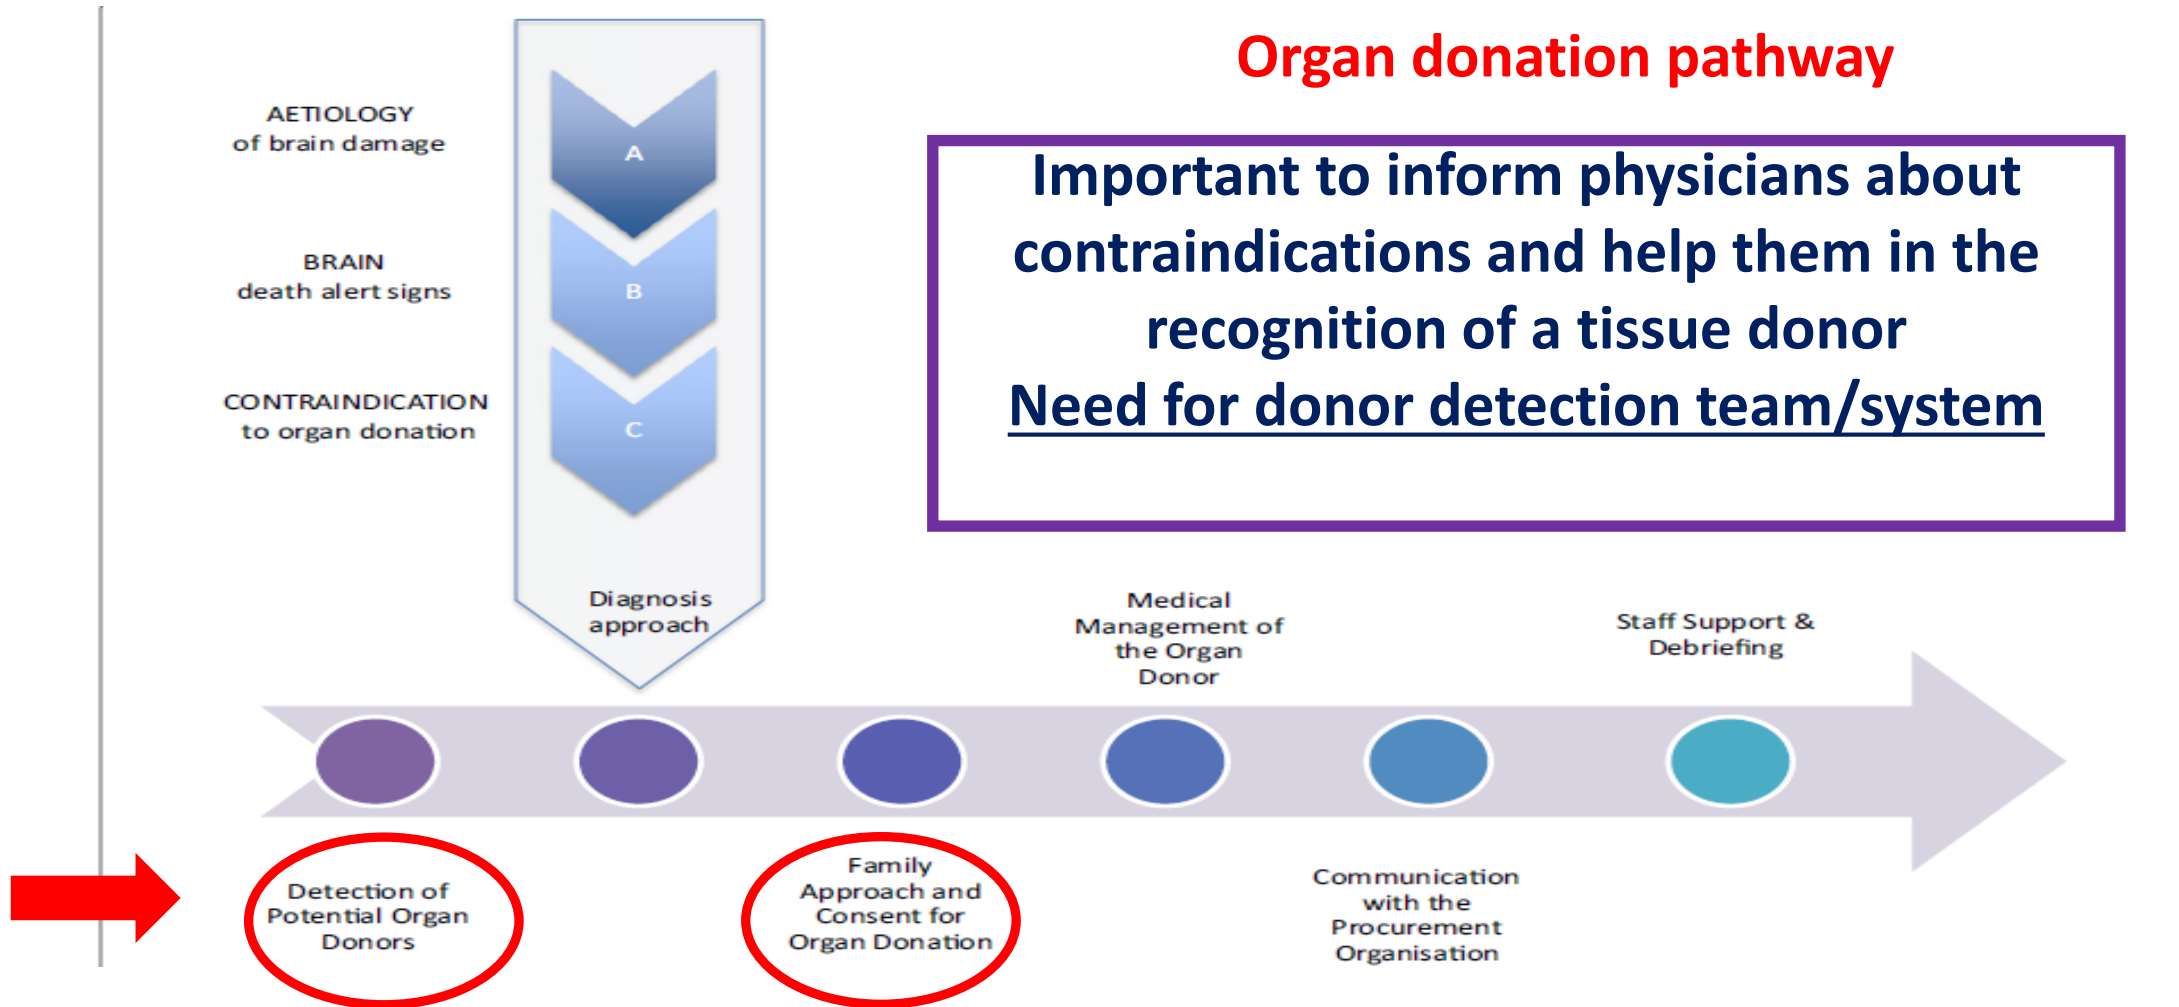 Organ donation pathway
AETIOLOGY
of brain damage
A
BRAIN
death alert signs
B
CONTRAINDICATION
to organ donation
C
Important to inform physicians about
contraindications and help them in the
recognition of a tissue donor
Need for donor detection team/system
Diagnosis
approach
Medical
Management of
the Organ
Donor
Staff Support &
Debriefing
Detection of
Potential Organ
Donors
Family
Approach and
Consent for
Organ Donation
Communication
with the
Procurement
Organisation